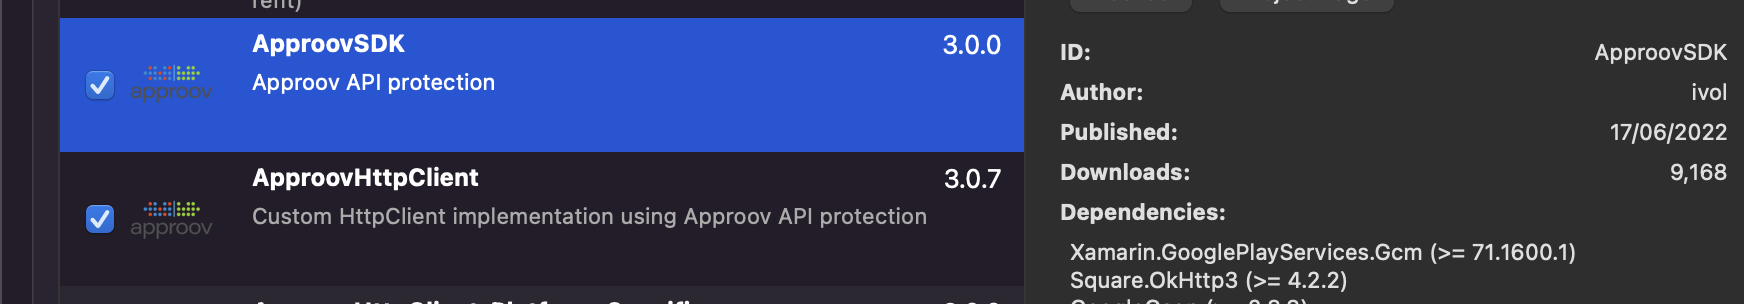 rent)
ApproovSDK
3.0.0
Approov API protection
approov
ApproovHttpClient
3.0.7
Custom HttpClient implementation using Approov API protection
approov
ID:
ApproovSDK
Author:
ivol
Published:
17/06/2022
Downloads:
9,168
Dependencies:
Xamarin.GooglePlayServices.Gcm (>= 71.1600.1)
Square.OkHttp3 (>= 4.2.2)